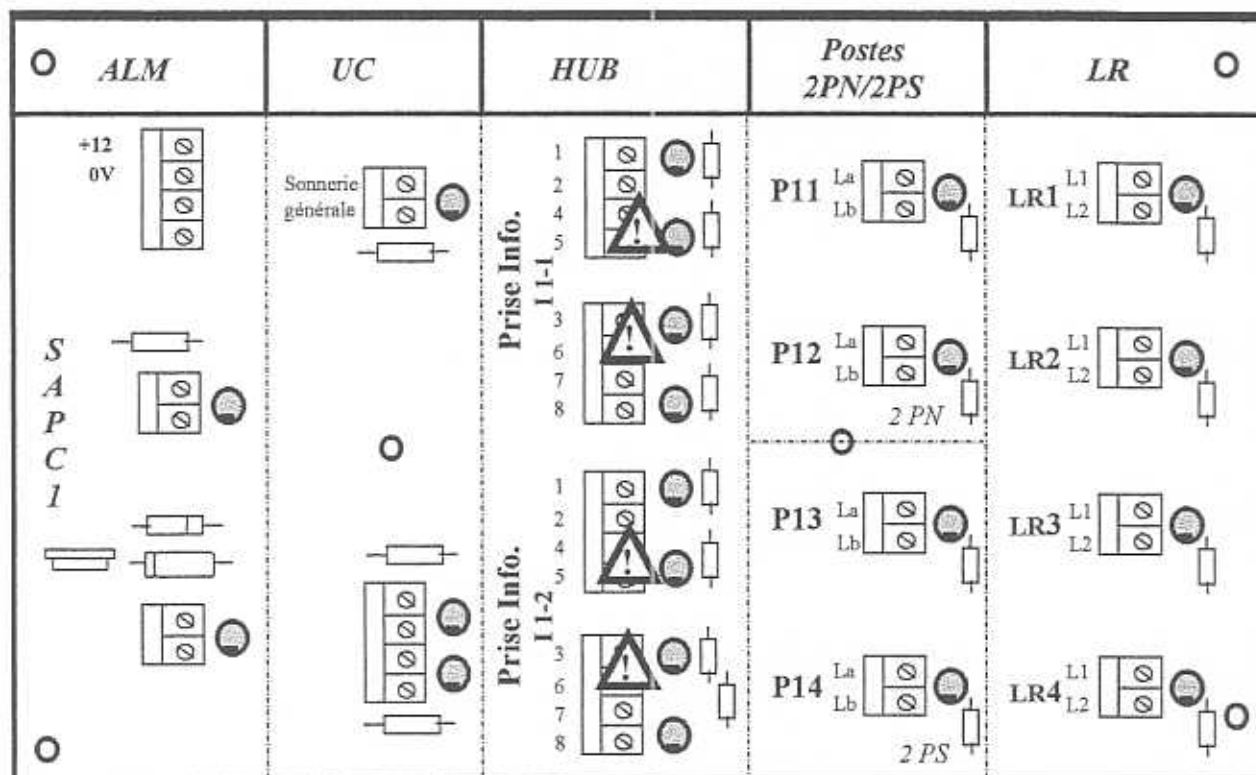 ALM
UC
HUB
Postes
2PN/2PS
LR
+12
0V
S
A
P
C
1
Sonnerie
générale
Prise Info.
I 1-1
1
2
4
5
3
6
7
8
Prise Info.
I 1-2
1
2
4
5
3
6
7
8
P11
La
Lb
P12
La
Lb
2 PN
P13
La
Lb
P14
La
Lb
2 PS
LR1
L1
L2
LR2
L1
L2
LR3
L1
L2
LR4
L1
L2